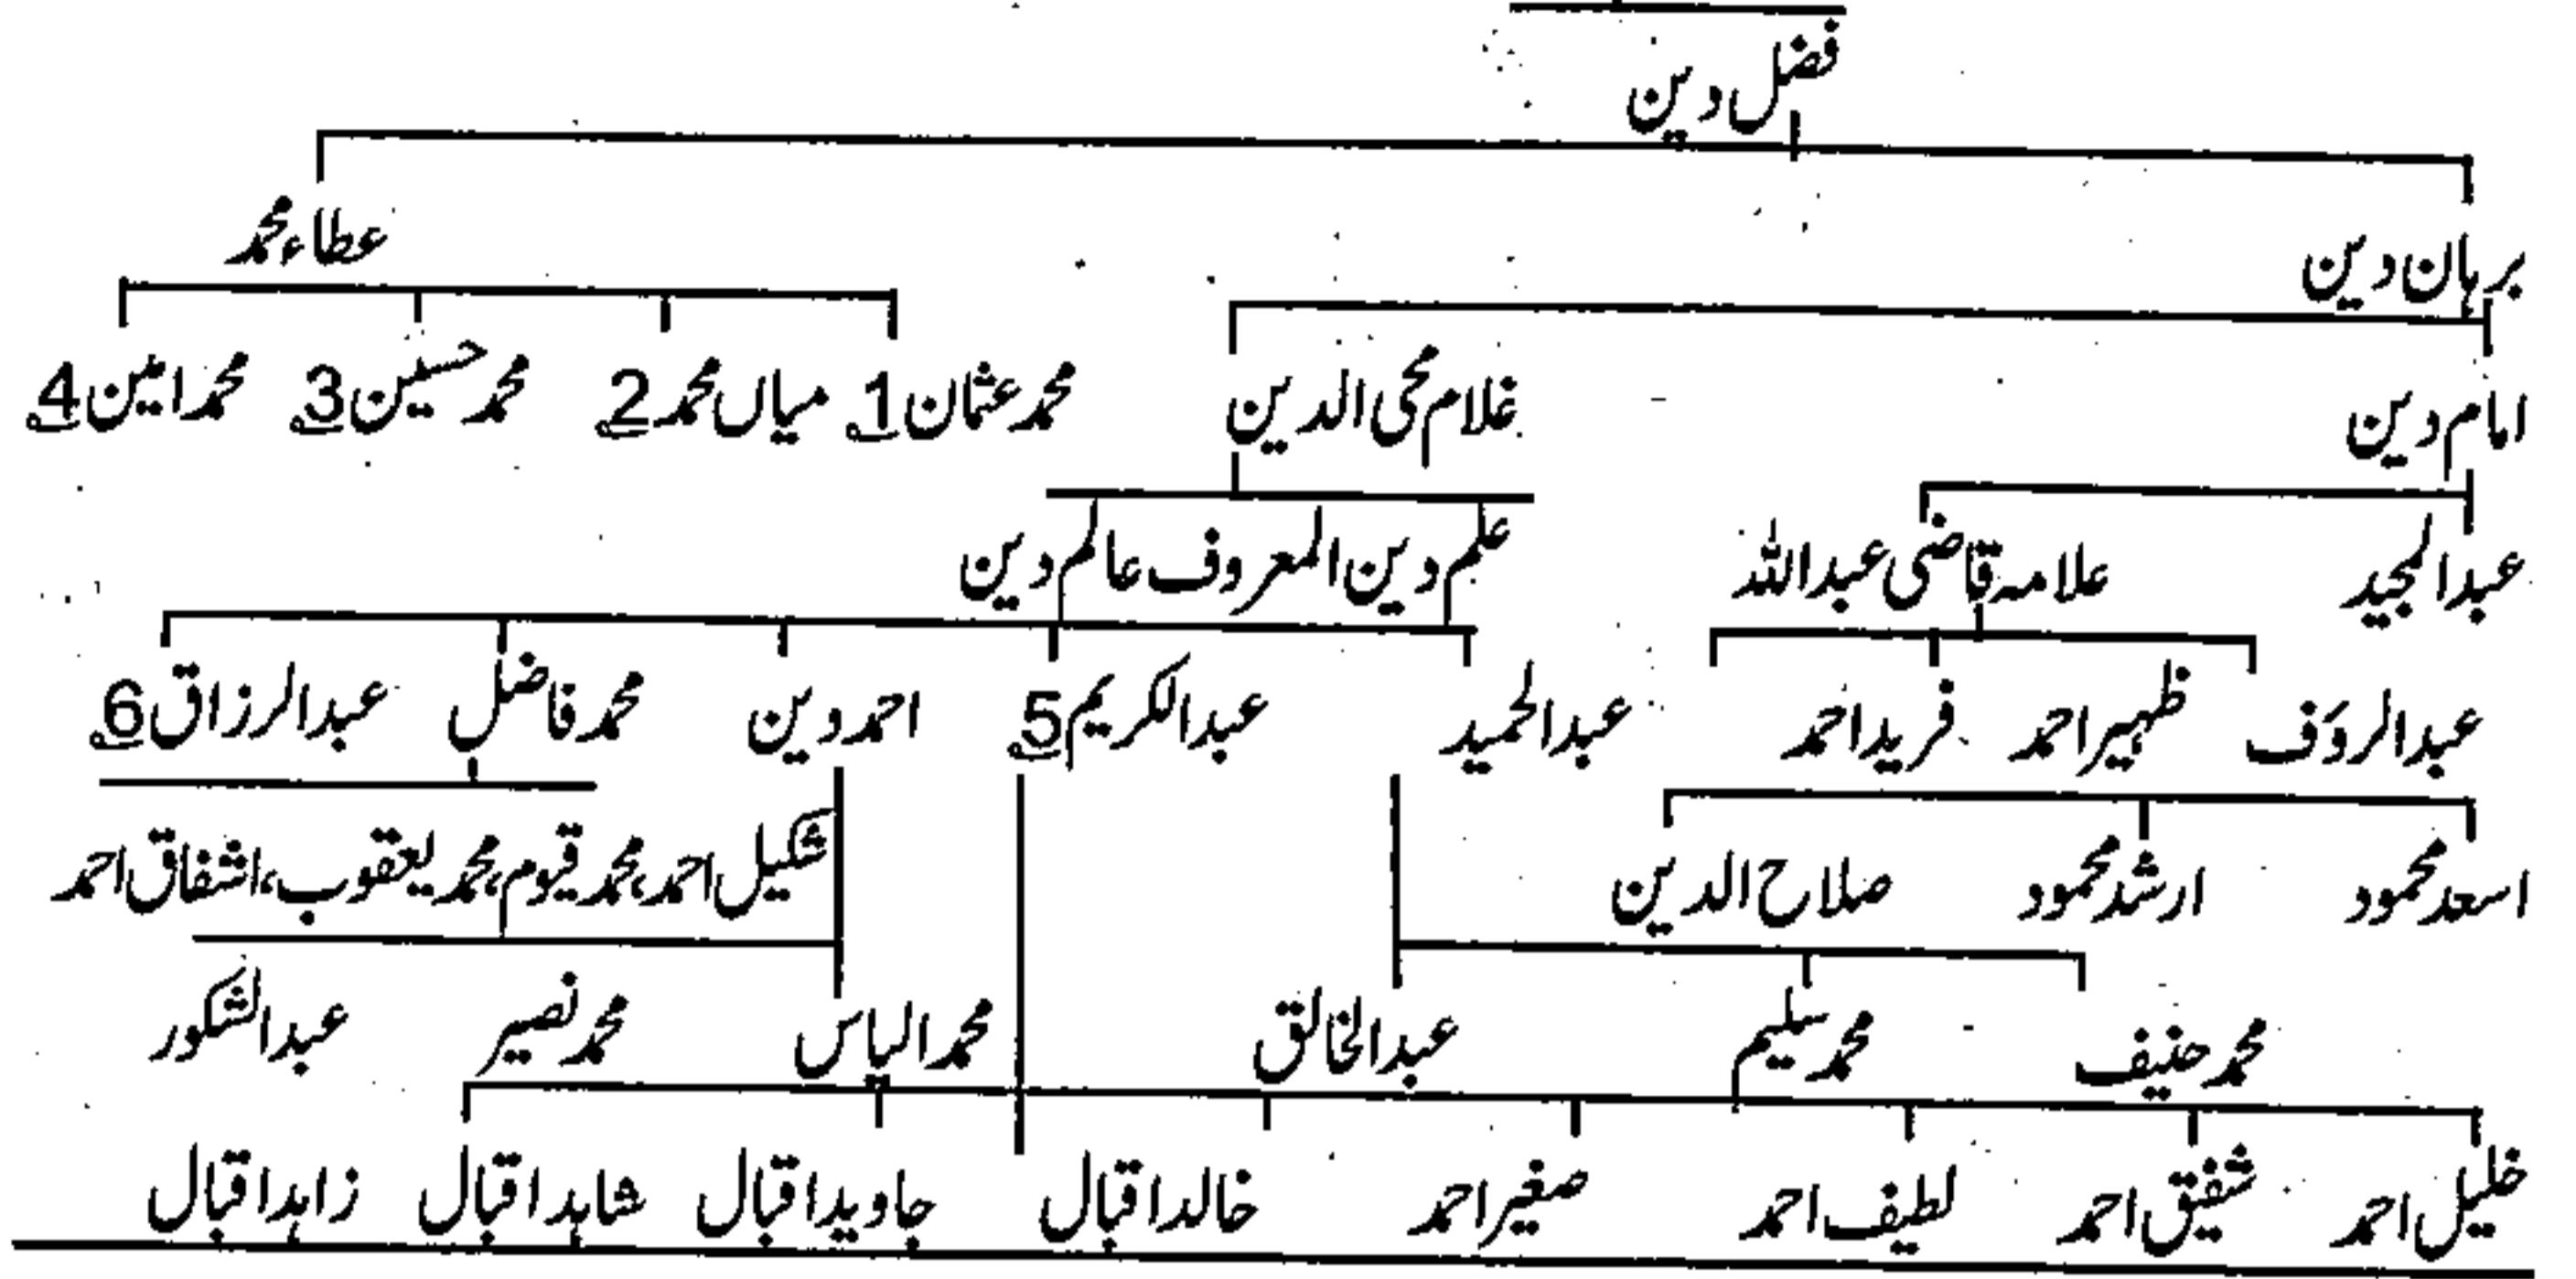 فضل دین
عطاء محمد
برہان دین
محمد عثمان 1 میاں محمد 2 محمد حسین 3 محمد امین 4
امام دین غلام محی الدین
عبدالمجید علامہ قاضی عبداللہ علم دین المعروف عالم دین
عبدالرؤف ظہیر احمد فرید احمد عبدالحمید عبدالکریم 5 احمد دین محمد فاضل عبدالرزاق 6
اسعد محمود ارشد محمود صلاح الدین شکیل احمد، محمد قیوم، محمد یعقوب، اشفاق احمد
محمد حنیف محمد سلیم عبدالخالق محمد الیاس محمد نصیر عبدالشکور
خلیل احمد شفیق احمد لطیف احمد صغیر احمد خالد اقبال جاوید اقبال شاہد اقبال زاہد اقبال